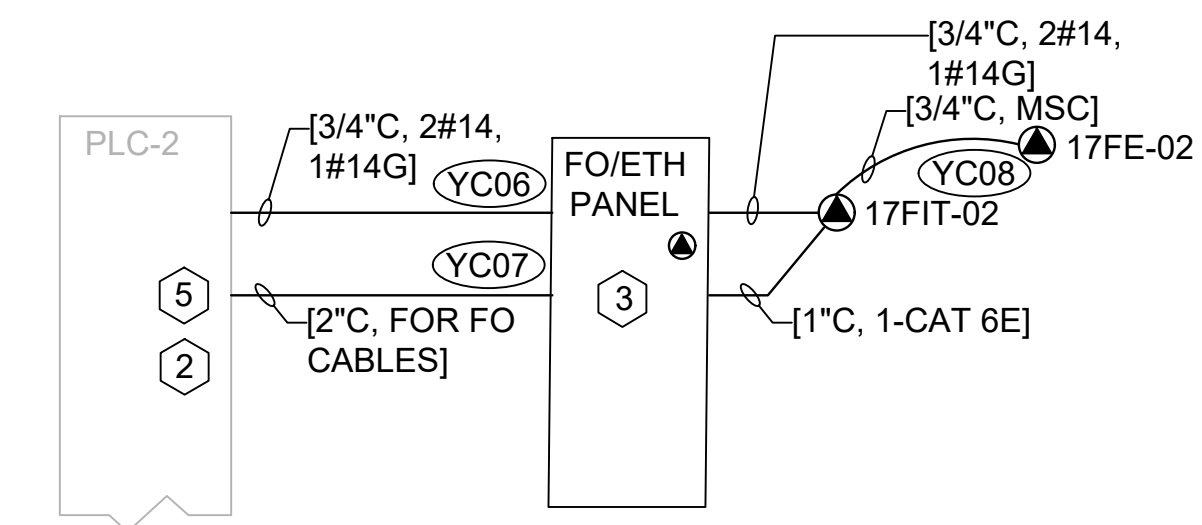 [3/4"C, 2#14,
1#14G]
[3/4"C, MSC]
PLC-2
[3/4"C, 2#14,
1#14G]
YC06
FO/ETH
PANEL
17FE-02
YC08
17FIT-02
YC07
5
3
[2"C, FOR FO
CABLES]
[1"C, 1-CAT 6E]
2